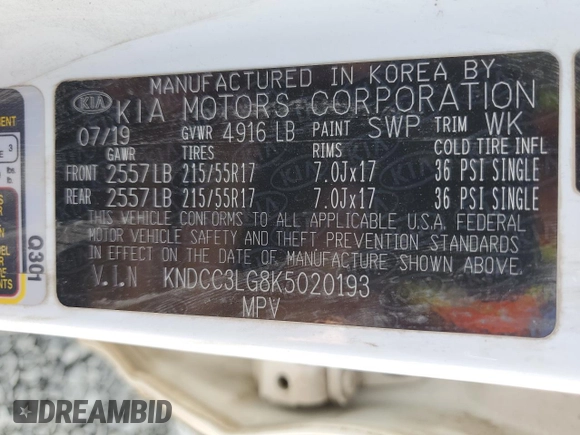 MANUFACTURED IN KOREA BY
KIA KIA MOTORS CORPORATION
07/19 GVWR 4916 LB PAINT SWP TRIM WK
GAWR TIRES RIMS COLD TIRE INFL
FRONT 2557 LB 215/55R17 7.0Jx17 36 PSI SINGLE
REAR 2557 LB 215/55R17 7.0Jx17 36 PSI SINGLE
THIS VEHICLE CONFORMS TO ALL APPLICABLE U.S.A. FEDERAL
MOTOR VEHICLE SAFETY AND THEFT PREVENTION STANDARDS
IN EFFECT ON THE DATE OF MANUFACTURE SHOWN ABOVE.
V.I.N KNDCC3LG8K5020193
MPV
Q301
DREAMBID